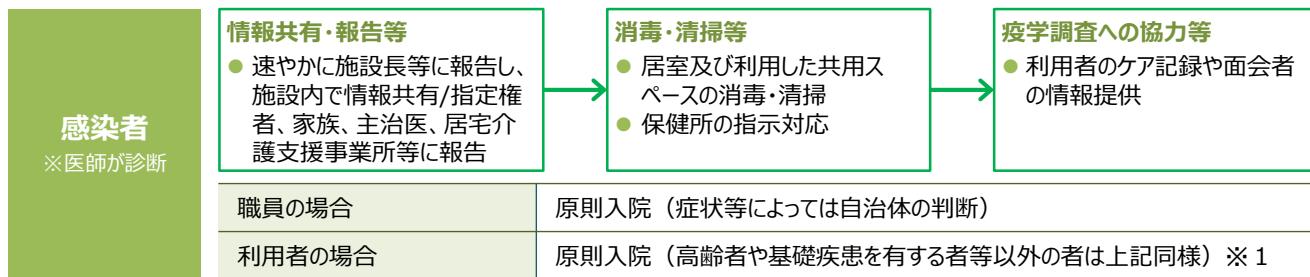 感染者
※医師が診断
情報共有・報告等
● 速やかに施設長等に報告し、
施設内で情報共有/指定権
者、家族、主治医、居宅介
護支援事業所等に報告
消毒・清掃等
● 居室及び利用した共用ス
ペースの消毒・清掃
● 保健所の指示対応
疫学調査への協力等
● 利用者のケア記録や面会者
の情報提供
職員の場合 原則入院（症状等によっては自治体の判断）
利用者の場合 原則入院（高齢者や基礎疾患を有する者等以外の者は上記同様）※１